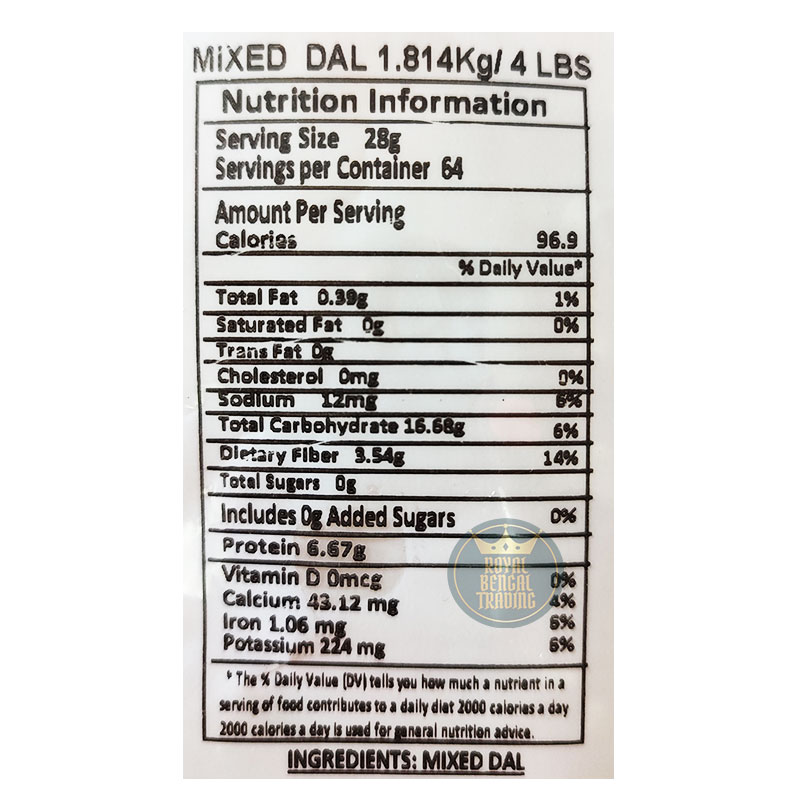 MiXED DAL 1.814Kg/ 4 LBS
Nutrition Information
Serving Size 28g
Servings per Container 64
Amount Per Serving
Calories 96.9
% Daily Value*
Total Fat 0.39g 1%
Saturated Fat 0g 0%
Trans Fat 0g
Cholesterol 0mg 0%
Sodium 12mg 6%
Total Carbohydrate 16.68g 6%
Dietary Fiber 3.54g 14%
Total Sugars 0g
Includes 0g Added Sugars 0%
Protein 6.67g
ROYAL
BENGAL
TRADING
Vitamin D 0mcg 0%
Calcium 43.12 mg 4%
Iron 1.06 mg 6%
Potassium 224 mg 6%
* The % Daily Value (DV) tells you how much a nutrient in a
serving of food contributes to a daily diet 2000 calories a day
2000 calories a day is used for general nutrition advice.
INGREDIENTS: MIXED DAL